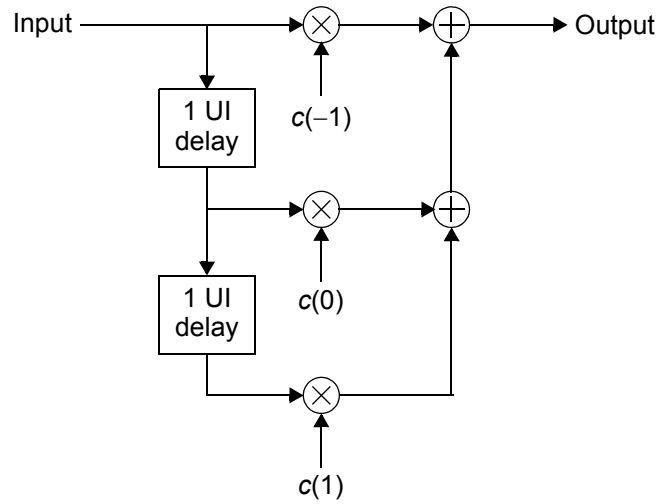 Input
Output
1 UI
delay
c(−1)
1 UI
delay
c(0)
c(1)